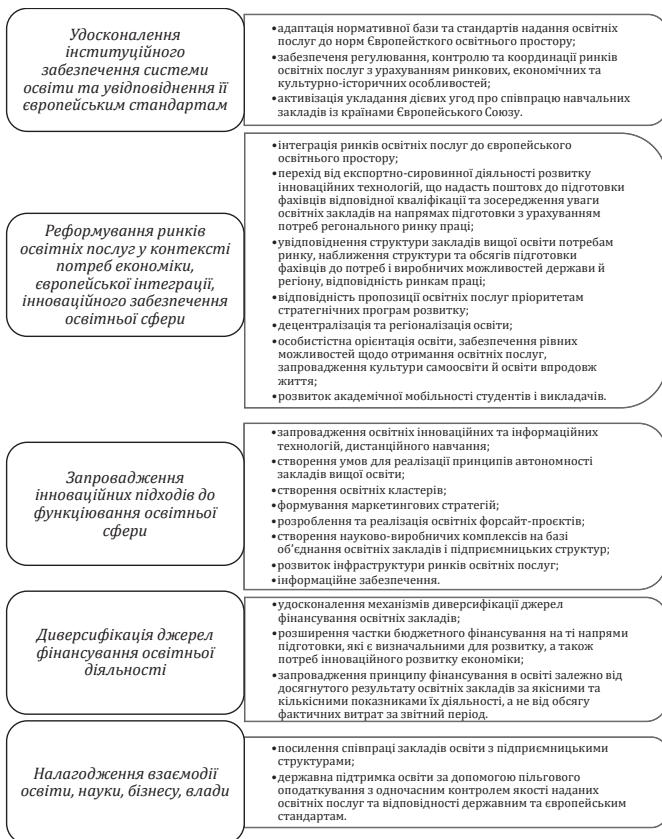 Удосконалення
інституційного
забезпечення системи
освіти та увідповіднення її
європейським стандартам
•адаптація нормативної бази та стандартів надання освітніх
послуг до норм Європейсткого освітнього простору;
•забезпеченя регулювання, контролю та координації ринків
освітніх послуг з урахуванням ринкових, економічних та
культурно-історичних особливостей;
•активізація укладання дієвих угод про співпрацю навчальних
закладів із країнами Європейського Союзу.
Реформування ринків
освітніх послуг у контексті
потреб економіки,
європейської інтеграції,
інноваційного забезпечення
освітньої сфери
•інтеграція ринків освітніх послуг до європейського
освітнього простору;
•перехід від експортно-сировинної діяльності розвитку
інноваційних технологій, що надасть поштовх до підготовки
фахівців відповідної кваліфікації та зосередження уваги
освітніх закладів на напрямах підготовки з урахуванням
потреб регонального ринку праці;
•увідповіднення структури закладів вищої освіти потребам
ринку, наближення структури та обсягів підготовки
фахівців до потреб і виробничих можливостей держави й
регіону, відповідність ринкам праці;
•відповідність пропозиції освітніх послуг пріоритетам
стратегічних програм розвитку;
•децентралізація та регіоналізація освіти;
•особистістна орієнтація освіти, забезпечення рівних
можливостей щодо отримання освітніх послуг,
запровадження культури самоосвіти й освіти впродовж
життя;
•розвиток академічної мобільності студентів і викладачів.
Запровадження
інноваційних підходів до
функціювання освітньої
сфери
•запровадження освітніх інноваційних та інформаційних
технологій, дистанційного навчання;
•створення умов для реалізації принципів автономності
закладів вищої освіти;
•створення освітніх кластерів;
•формування маркетингових стратегій;
•розроблення та реалізація освітніх форсайт-проєктів;
•створення науково-виробничих комплексів на базі
об'єднання освітніх закладів і підприємницьких структур;
•розвиток інфраструктури ринків освітніх послуг;
•інформаційне забезпечення.
Диверсифікація джерел
фінансування освітньої
діяльності
•удосконалення механізмів диверсифікації джерел
фінансування освітніх закладів;
•розширення частки бюджетного фінансування на ті напрями
підготовки, які є визначальними для розвитку, а також
потреб інноваційного розвитку економіки;
•запровадження принципу фінансування в освіті залежно від
досягнутого результату освітніх закладів за якісними та
кількісними показниками їх діяльності, а не від обсягу
фактичних витрат за звітний період.
Налагодження взаємодії
освіти, науки, бізнесу, влади
•посилення співпраці закладів освіти з підприємницькими
структурами;
•державна підтримка освіти за допомогою пільгового
оподаткування з одночасним контролем якості наданих
освітніх послуг та відповідності державним та європейським
стандартам.